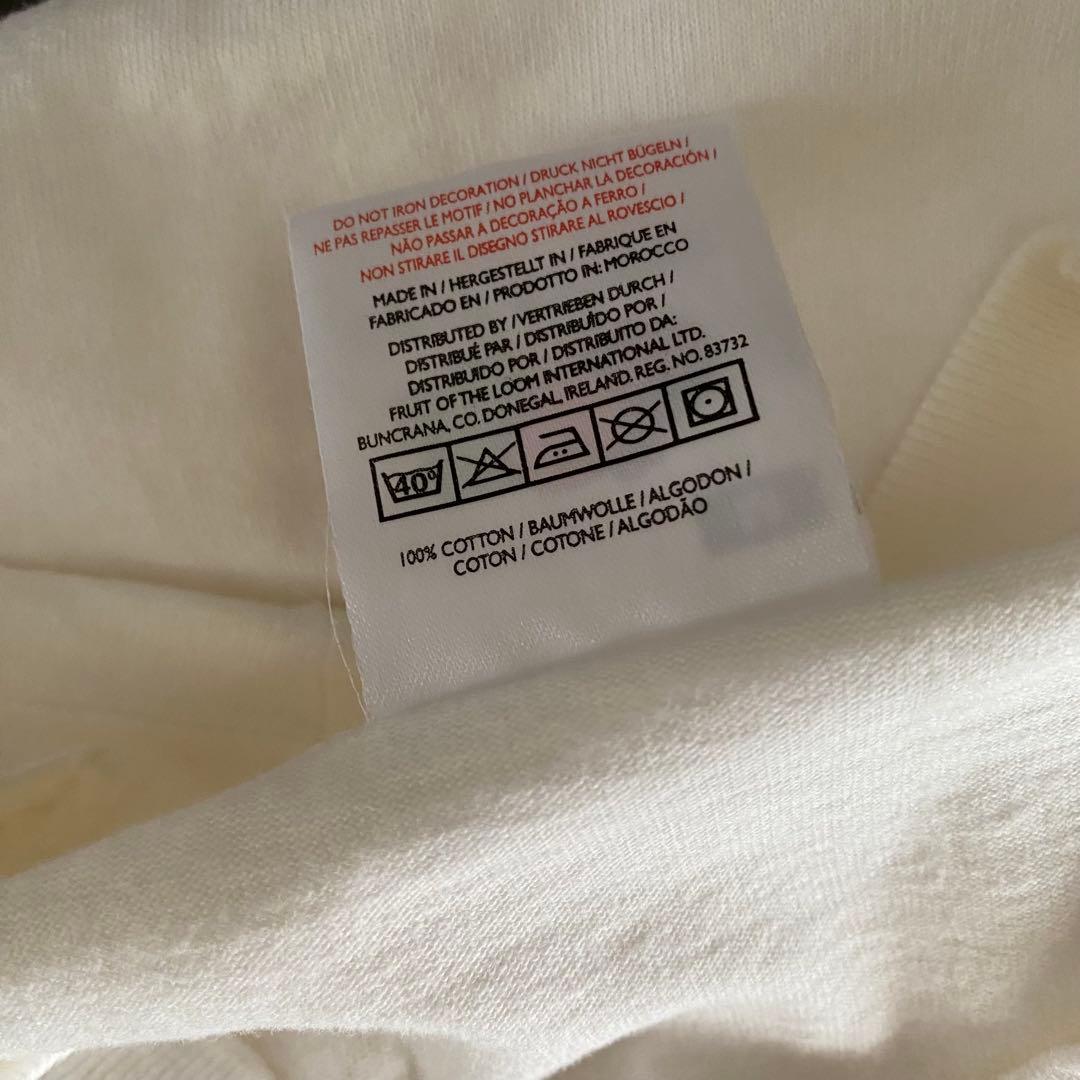 DO NOT IRON DECORATION / DRUCK NICHT BÜGELN /
NE PAS REPASSER LE MOTIF / NO PLANCHAR LA DECORACIÓN /
NÃO PASSAR A DECORAÇÃO A FERRO /
NON STIRARE IL DISEGNO STIRARE AL ROVESCIO /
MADE IN / HERGESTELLT IN / FABRIQUE EN
FABRICADO EN / PRODOTTO IN: MOROCCO
DISTRIBUTED BY /VERTRIEBEN DURCH /
DISTRIBUÉ PAR / DISTRIBUÍDO POR /
DISTRIBUIDO POR / DISTRIBUITO DA:
FRUIT OF THE LOOM INTERNATIONAL LTD.
BUNCRANA, CO. DONEGAL, IRELAND. REG. NO. 83732
40°
100% COTTON / BAUMWOLLE / ALGODON /
COTON / COTONE / ALGODÃO